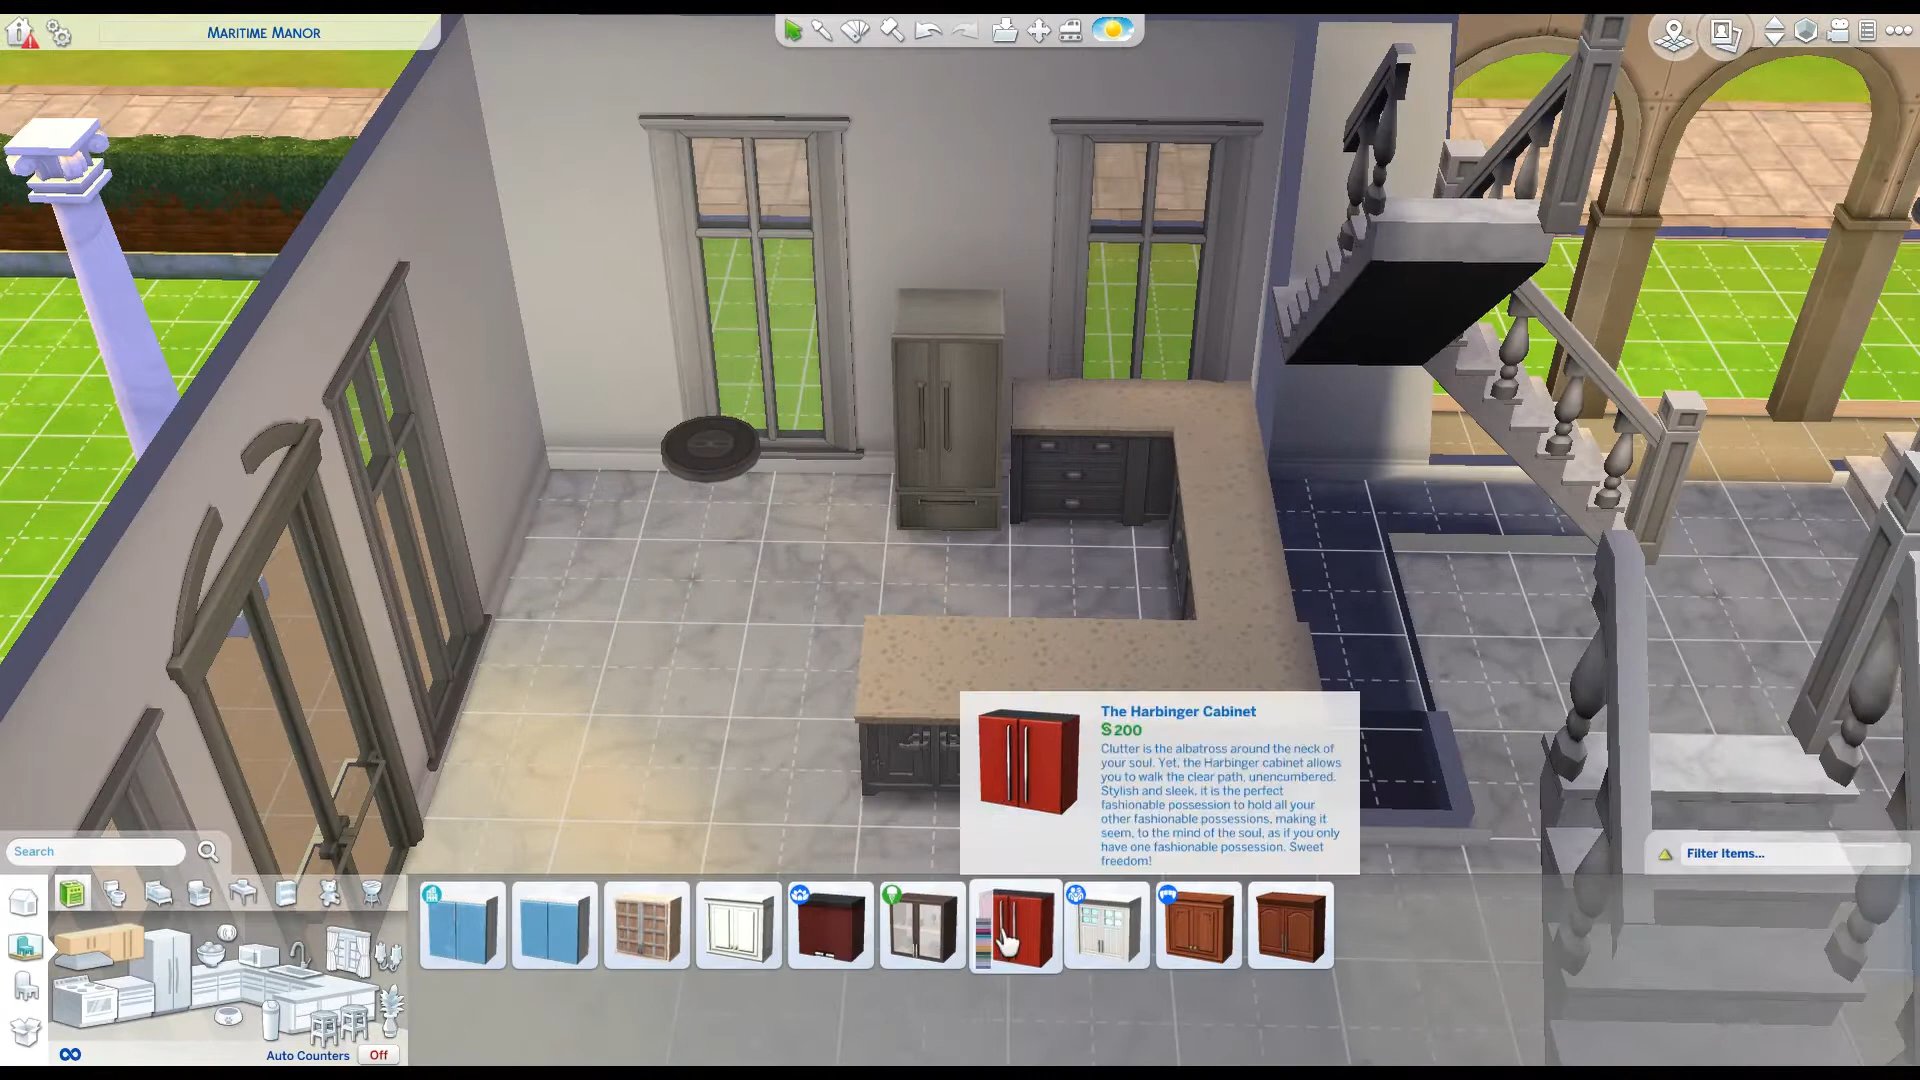 MARITIME MANOR
The Harbinger Cabinet
§200
Clutter is the albatross around the neck of
your soul. Yet, the Harbinger cabinet allows
you to walk the clear path, unencumbered.
Stylish and sleek, it is the perfect
fashionable possession to hold all your
other fashionable possessions, making it
seem, to the mind of the soul, as if you only
have one fashionable possession. Sweet
freedom!
Search
Filter Items...
Auto Counters
Off